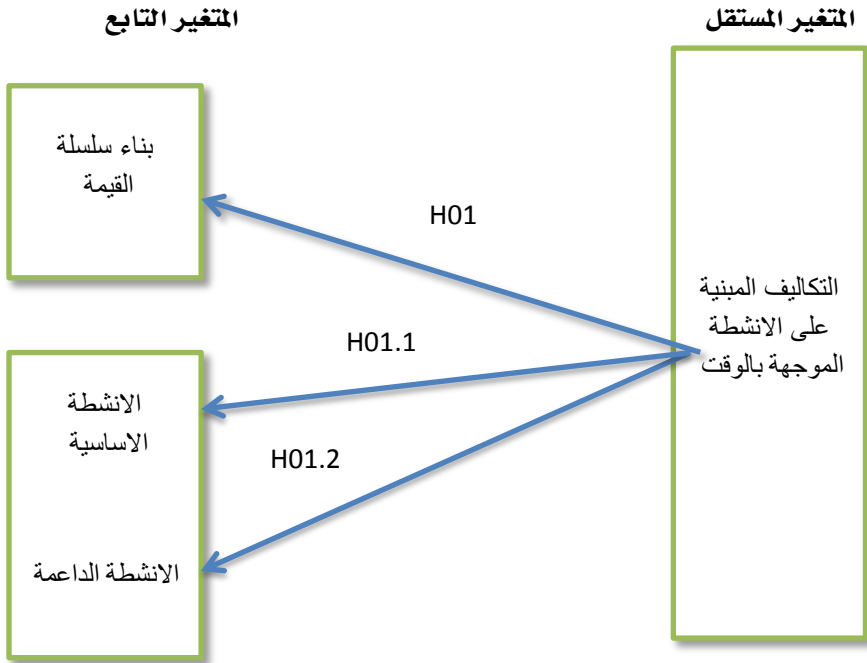 المتغير المستقل
المتغير التابع
بناء سلسلة
القيمة
H01
التكاليف المبنية
على الانشطة
الموجهة بالوقت
H01.1
الانشطة
الاساسية
H01.2
الانشطة الداعمة